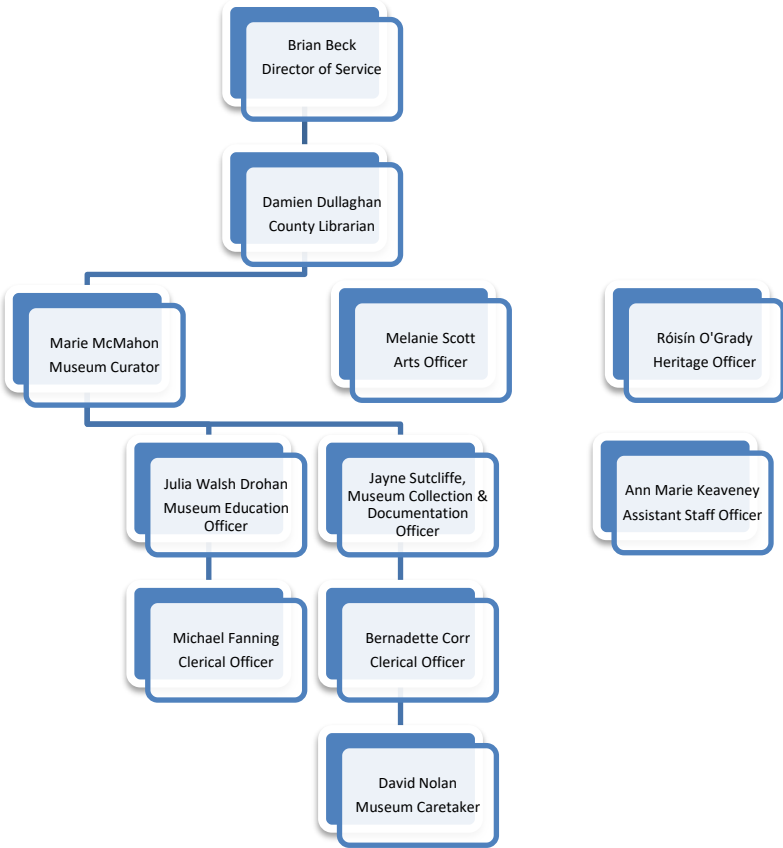 Brian Beck
Director of Service
Damien Dullaghan
County Librarian
Marie McMahon
Museum Curator
Melanie Scott
Arts Officer
Róisín O'Grady
Heritage Officer
Julia Walsh Drohan
Museum Education
Officer
Jayne Sutcliffe,
Museum Collection &
Documentation
Officer
Ann Marie Keaveney
Assistant Staff Officer
Michael Fanning
Clerical Officer
Bernadette Corr
Clerical Officer
David Nolan
Museum Caretaker